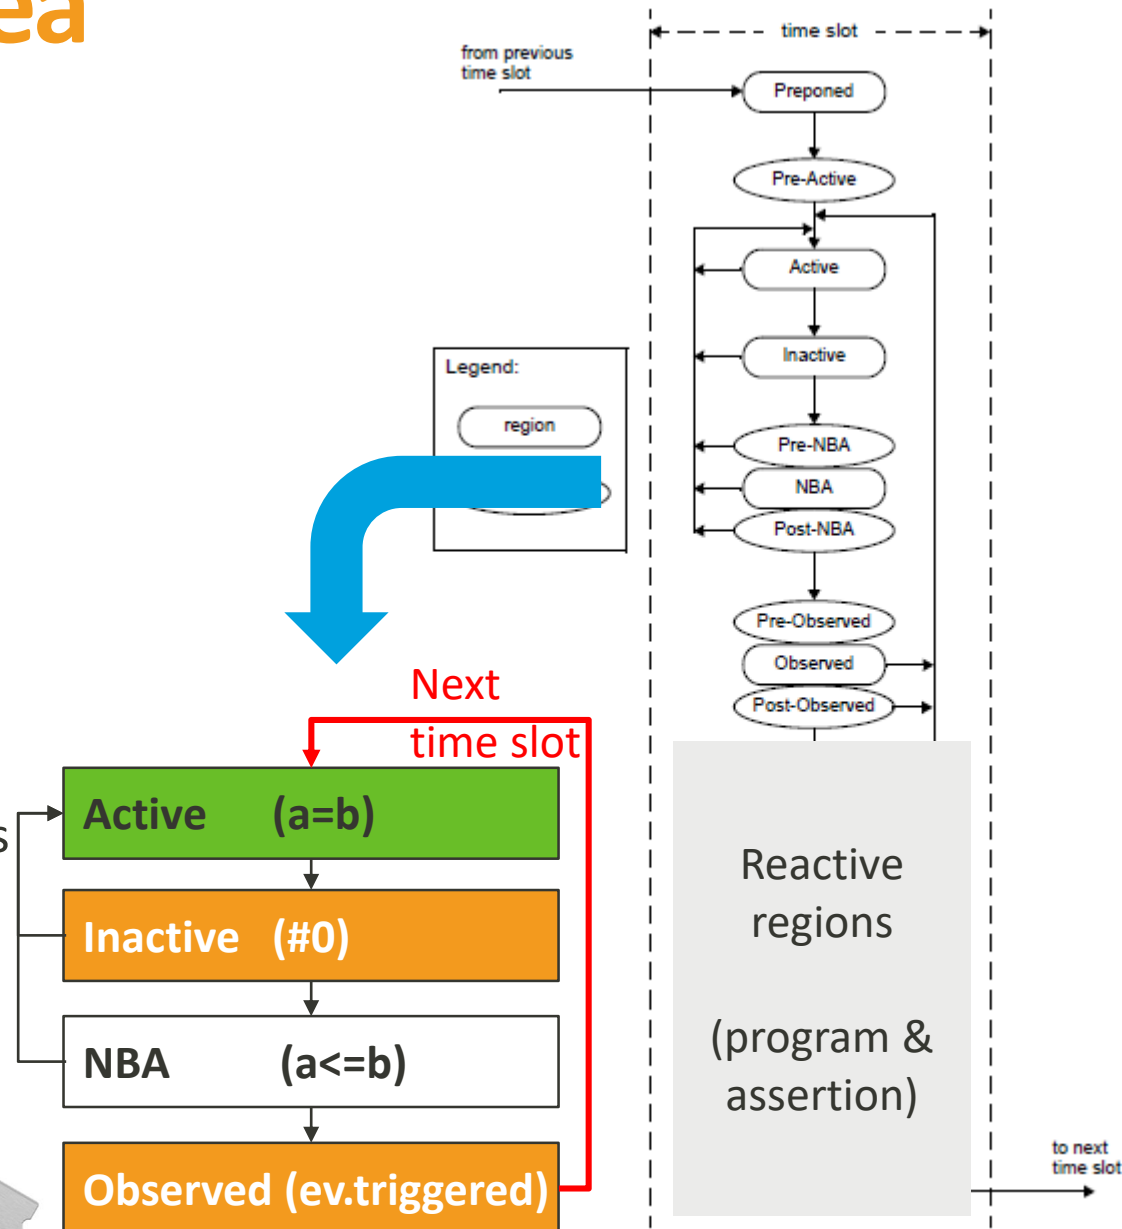 time slot
from previous
time slot
Preponed
Pre-Active
Active
Inactive
Legend:
region
Pre-NBA
NBA
Post-NBA
Pre-Observed
Observed
Post-Observed
Next
time slot
Active (a=b)
Inactive (#0)
NBA (a<=b)
Observed (ev.triggered)
Reactive
regions
(program &
assertion)
to next
time slot